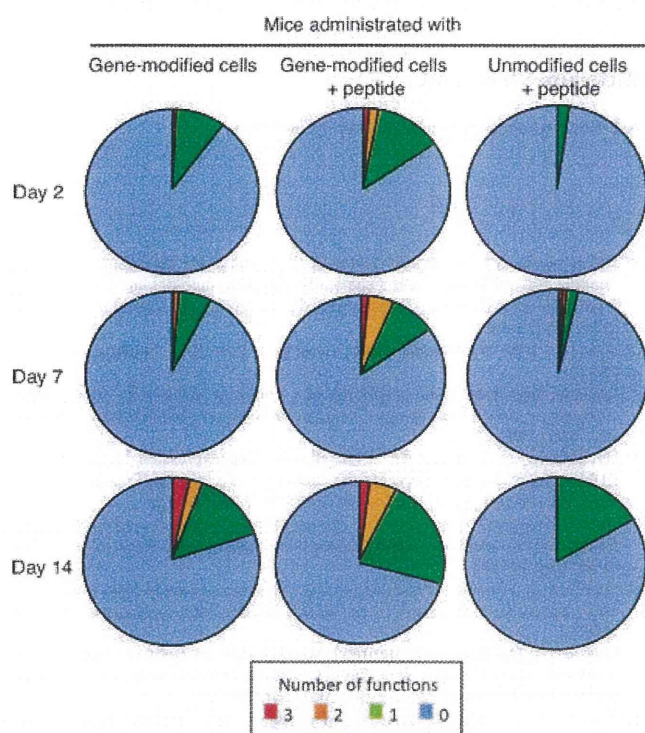 Mice administrated with
Gene-modified cells
Gene-modified cells
+ peptide
Unmodified cells
+ peptide
Day 2
Day 7
Day 14
Number of functions
3 2 1 0